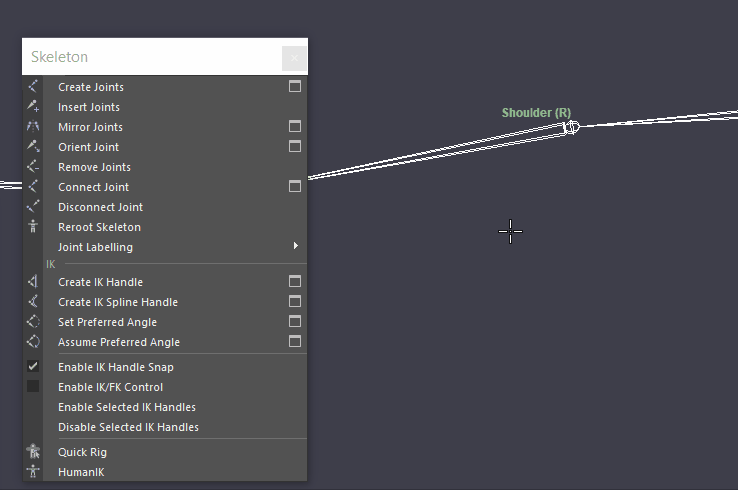 Skeleton
Create Joints
Insert Joints
Mirror Joints
Orient Joint
Remove Joints
Connect Joint
Disconnect Joint
Reroot Skeleton
Joint Labelling
IK
Create IK Handle
Create IK Spline Handle
Set Preferred Angle
Assume Preferred Angle
Enable IK Handle Snap
Enable IK/FK Control
Enable Selected IK Handles
Disable Selected IK Handles
Quick Rig
HumanIK
Shoulder (R)